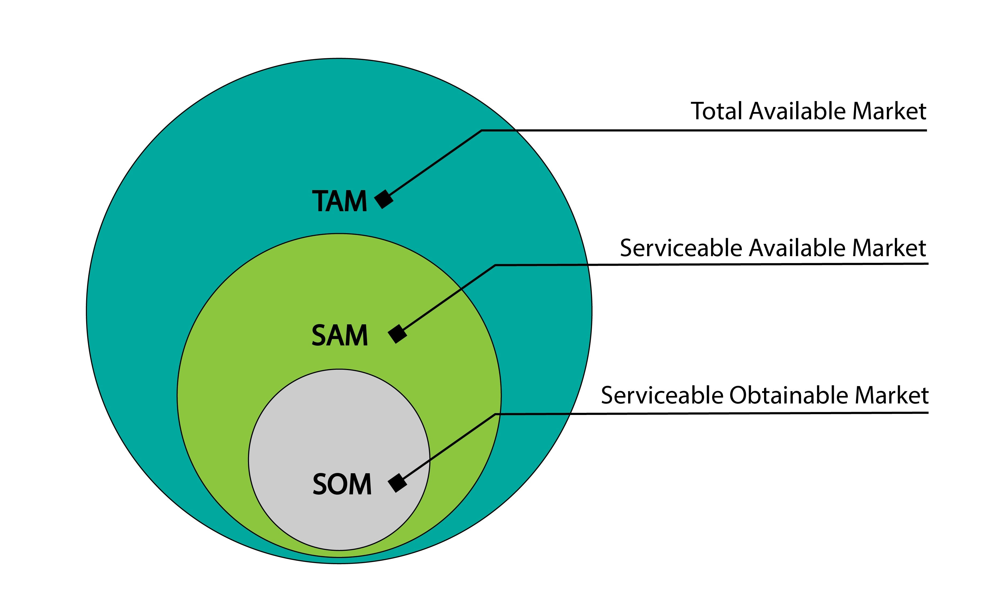 Total Available Market
TAM
Serviceable Available Market
SAM
Serviceable Obtainable Market
SOM